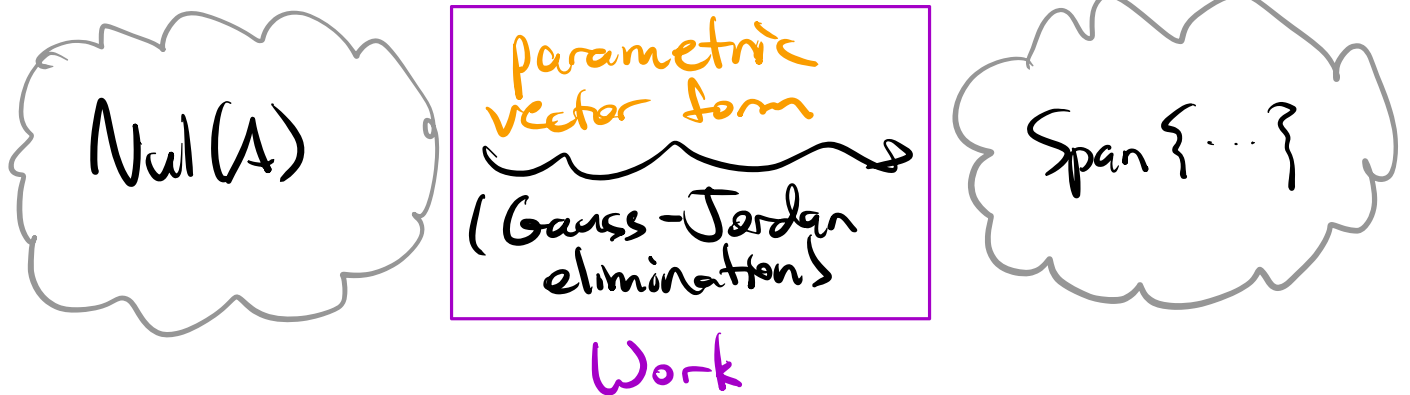 Nul(A)
parametric
vector form
(Gauss-Jordan
elimination)
Span {...}
Work